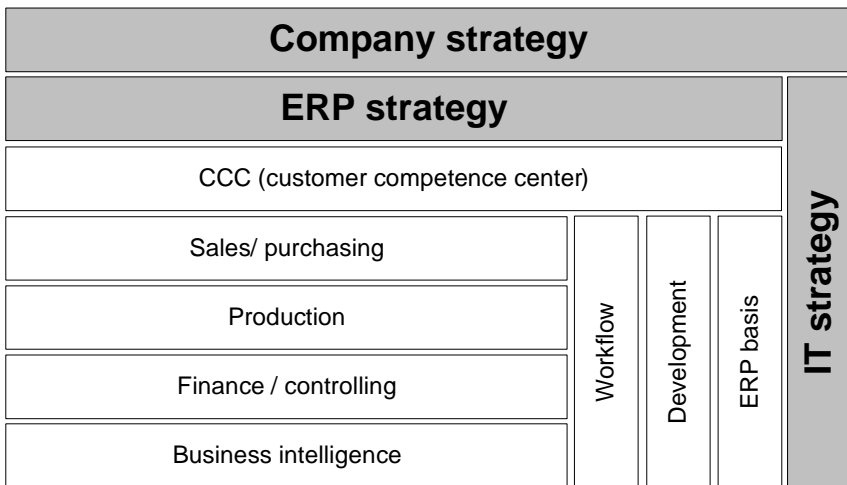 Company strategy
ERP strategy
CCC (customer competence center)
Sales/ purchasing
Production
Finance / controlling
Business intelligence
Workflow
Development
ERP basis
IT strategy